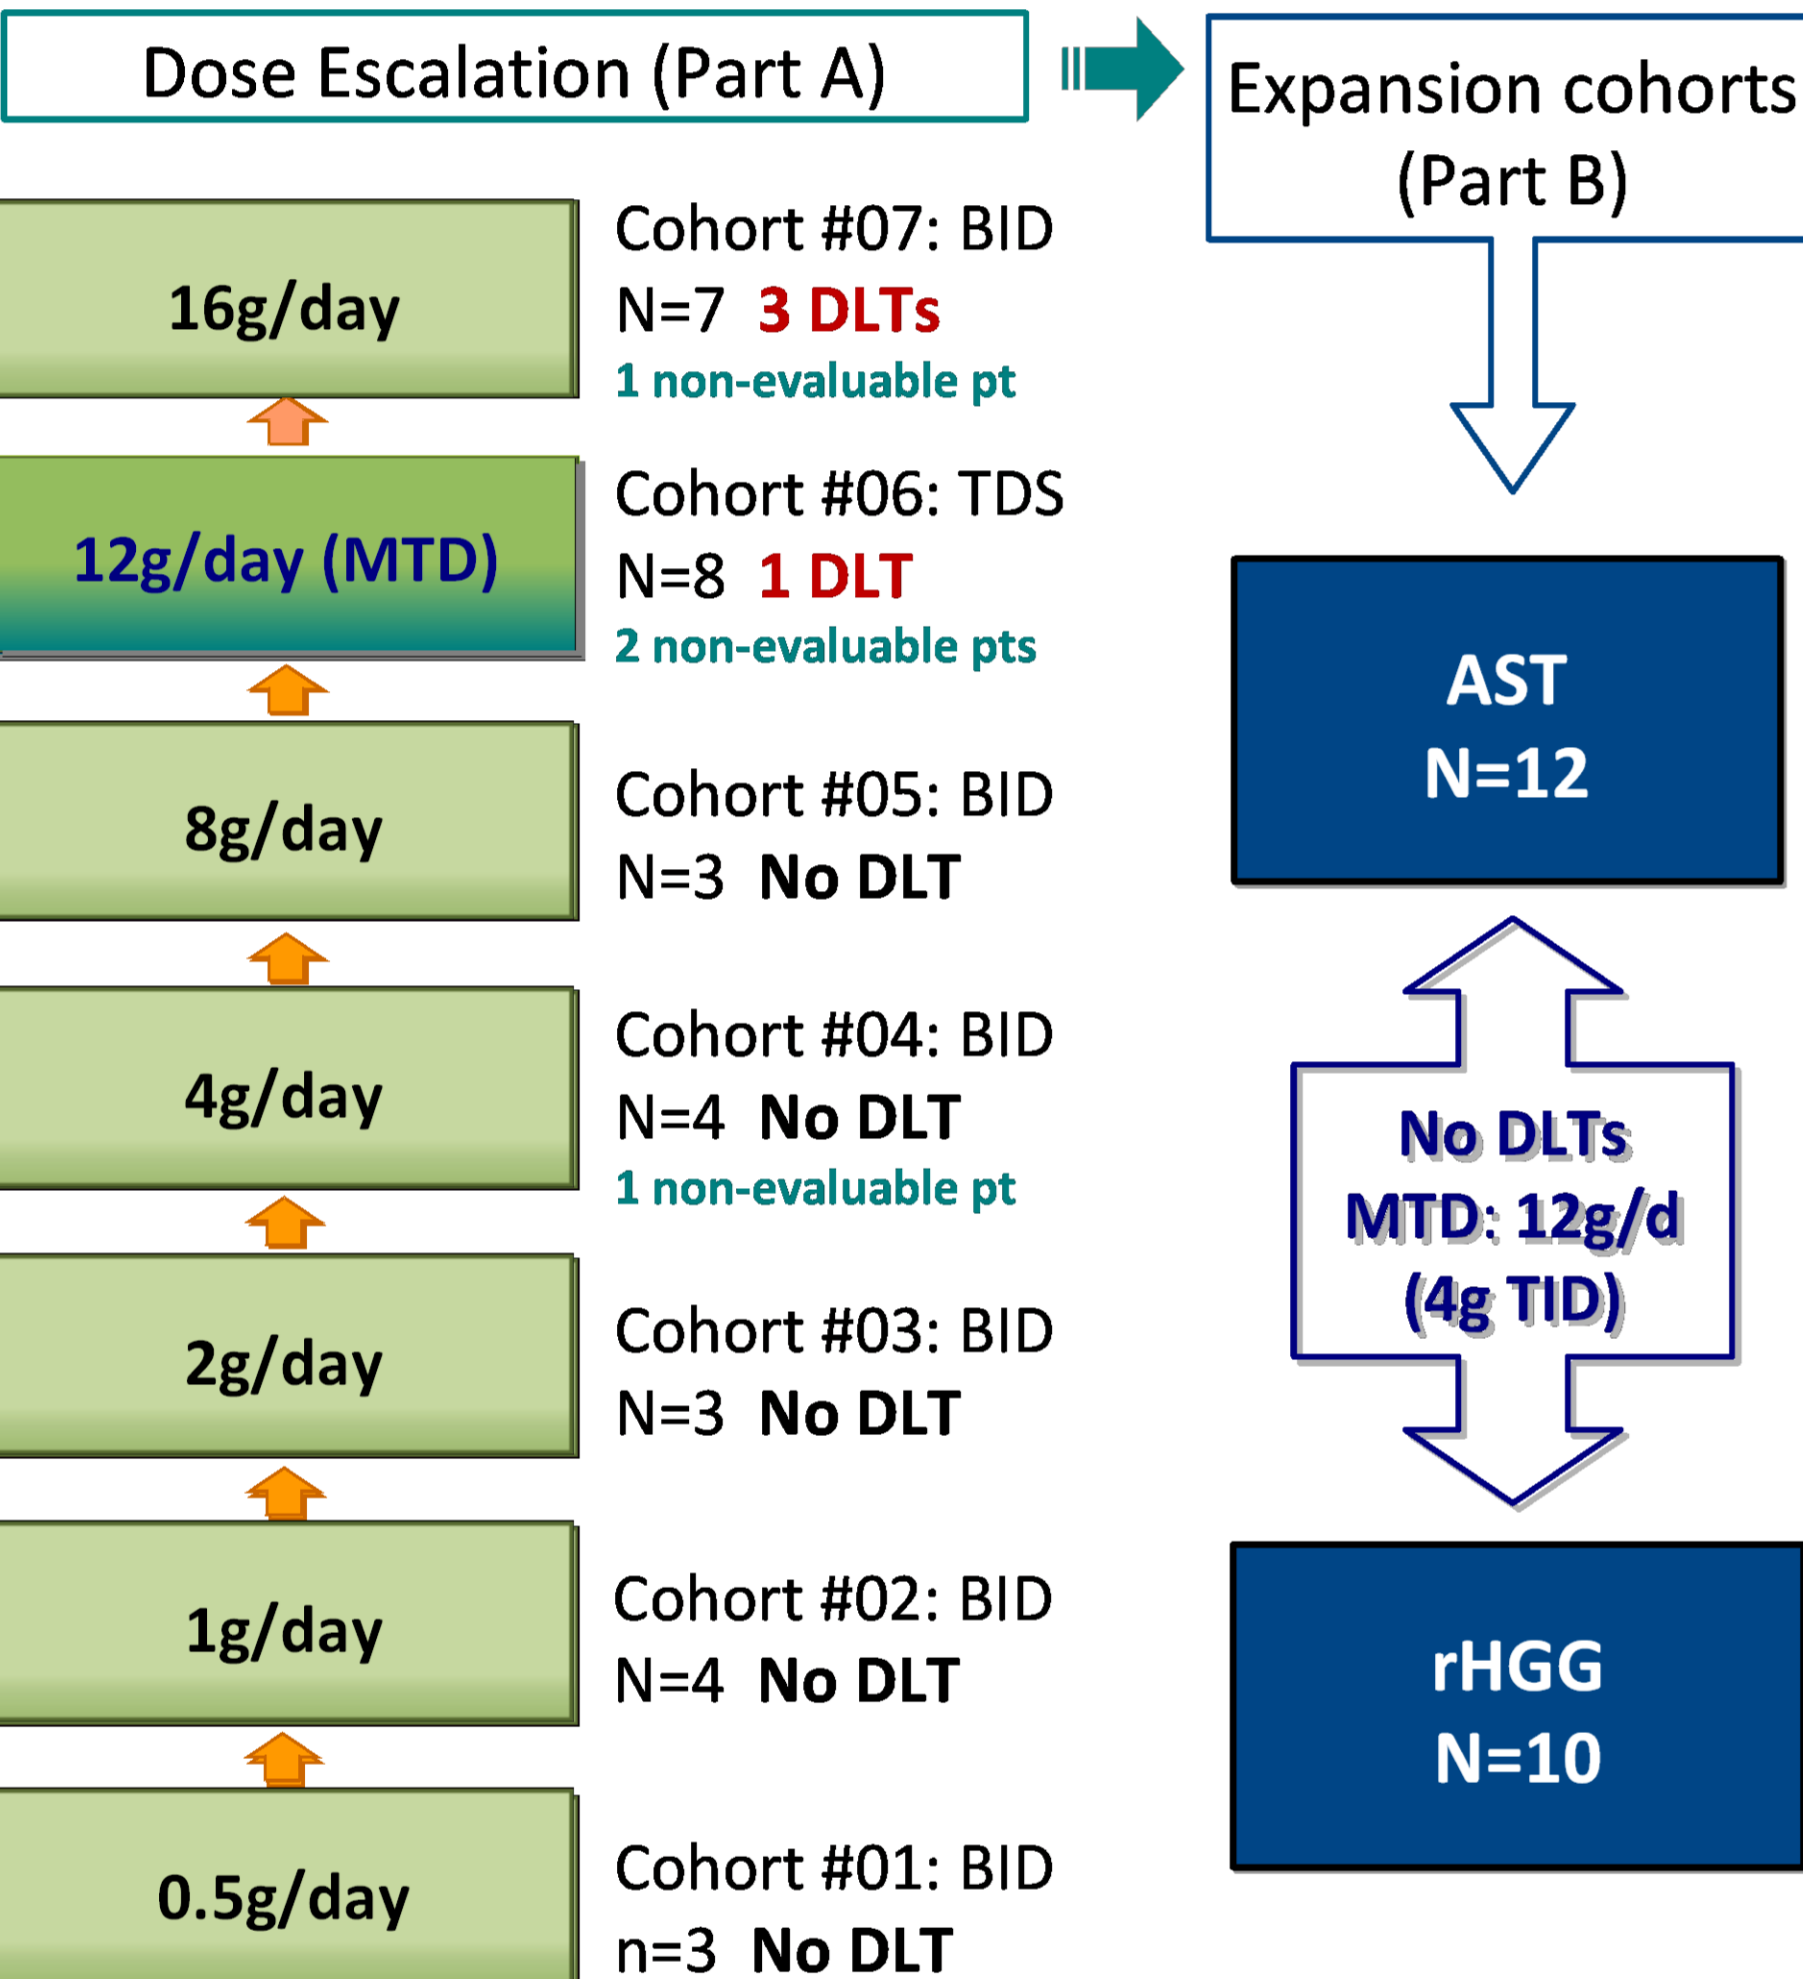 Dose Escalation (Part A)
16g/day
Cohort #07: BID
N=7 3 DLTs
1 non-evaluable pt
12g/day (MTD)
Cohort #06: TDS
N=8 1 DLT
2 non-evaluable pts
8g/day
Cohort #05: BID
N=3 No DLT
4g/day
Cohort #04: BID
N=4 No DLT
1 non-evaluable pt
2g/day
Cohort #03: BID
N=3 No DLT
1g/day
Cohort #02: BID
N=4 No DLT
0.5g/day
Cohort #01: BID
n=3 No DLT
Expansion cohorts
(Part B)
AST
N=12
No DLTs
MTD: 12g/d
(4g TID)
rHGG
N=10